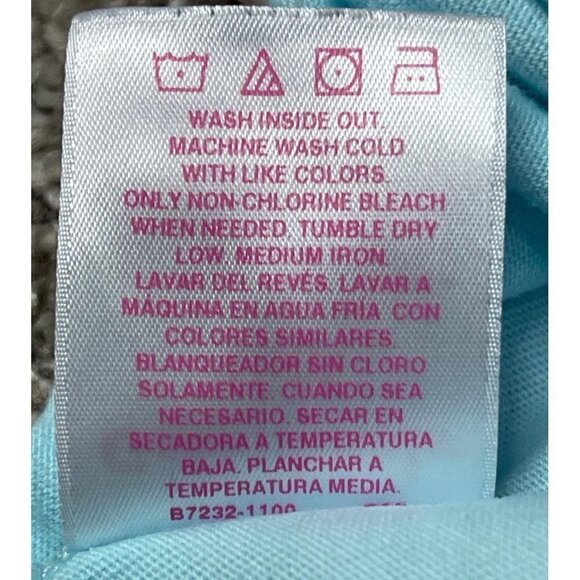 WASH INSIDE OUT.
MACHINE WASH COLD
WITH LIKE COLORS.
ONLY NON-CHLORINE BLEACH
WHEN NEEDED. TUMBLE DRY
LOW. MEDIUM IRON.
LAVAR DEL REVÉS. LAVAR A
MÁQUINA EN AGUA FRÍA. CON
COLORES SIMILARES.
BLANQUEADOR SIN CLORO
SOLAMENTE. CUANDO SEA
NECESARIO. SECAR EN
SECADORA A TEMPERATURA
BAJA. PLANCHAR A
TEMPERATURA MEDIA.
B7232-1100